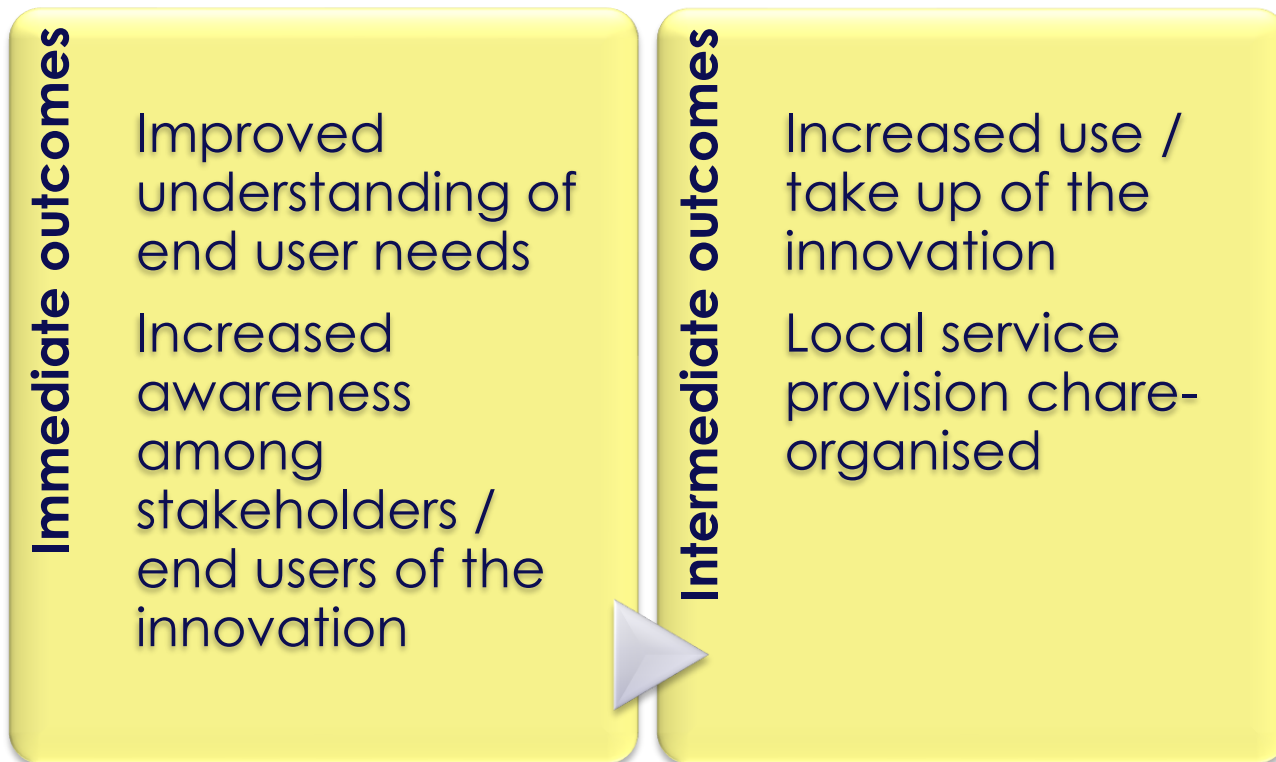 Immediate outcomes
Improved
understanding of
end user needs
Increased
awareness
among
stakeholders /
end users of the
innovation
Intermediate outcomes
Increased use /
take up of the
innovation
Local service
provision chare-
organised